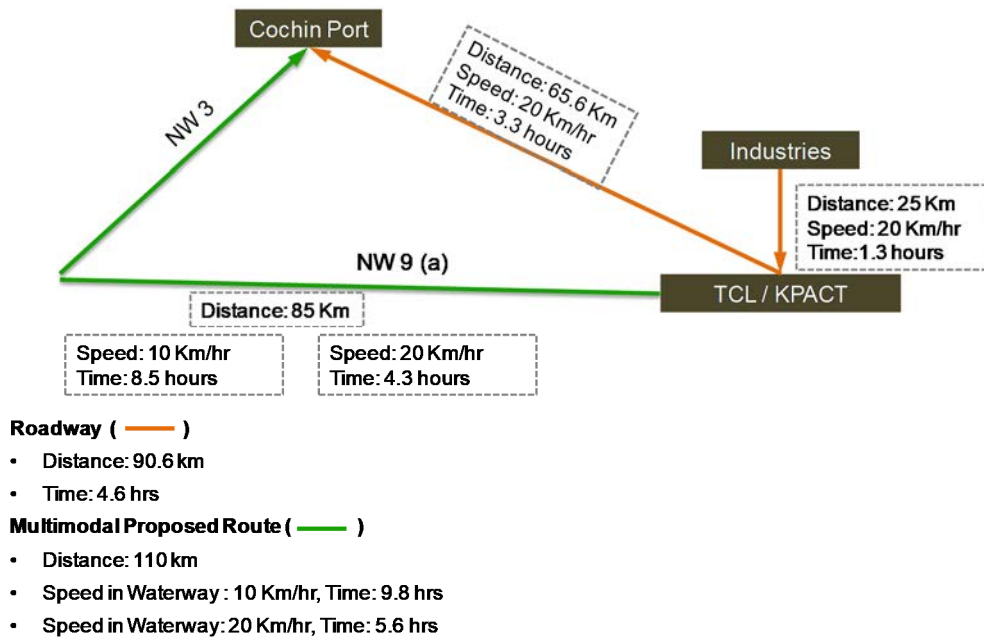 Cochin Port
Distance: 65.6 Km
Speed: 20 Km/hr
Time: 3.3 hours
NW 3
Industries
Distance: 25 Km
Speed: 20 Km/hr
Time: 1.3 hours
NW 9 (a)
TCL / KPACT
Distance: 85 Km
Speed: 10 Km/hr
Time: 8.5 hours
Speed: 20 Km/hr
Time: 4.3 hours
Roadway ( )
• Distance: 90.6 km
• Time: 4.6 hrs
Multimodal Proposed Route ( )
• Distance: 110 km
• Speed in Waterway : 10 Km/hr, Time: 9.8 hrs
• Speed in Waterway: 20 Km/hr, Time: 5.6 hrs